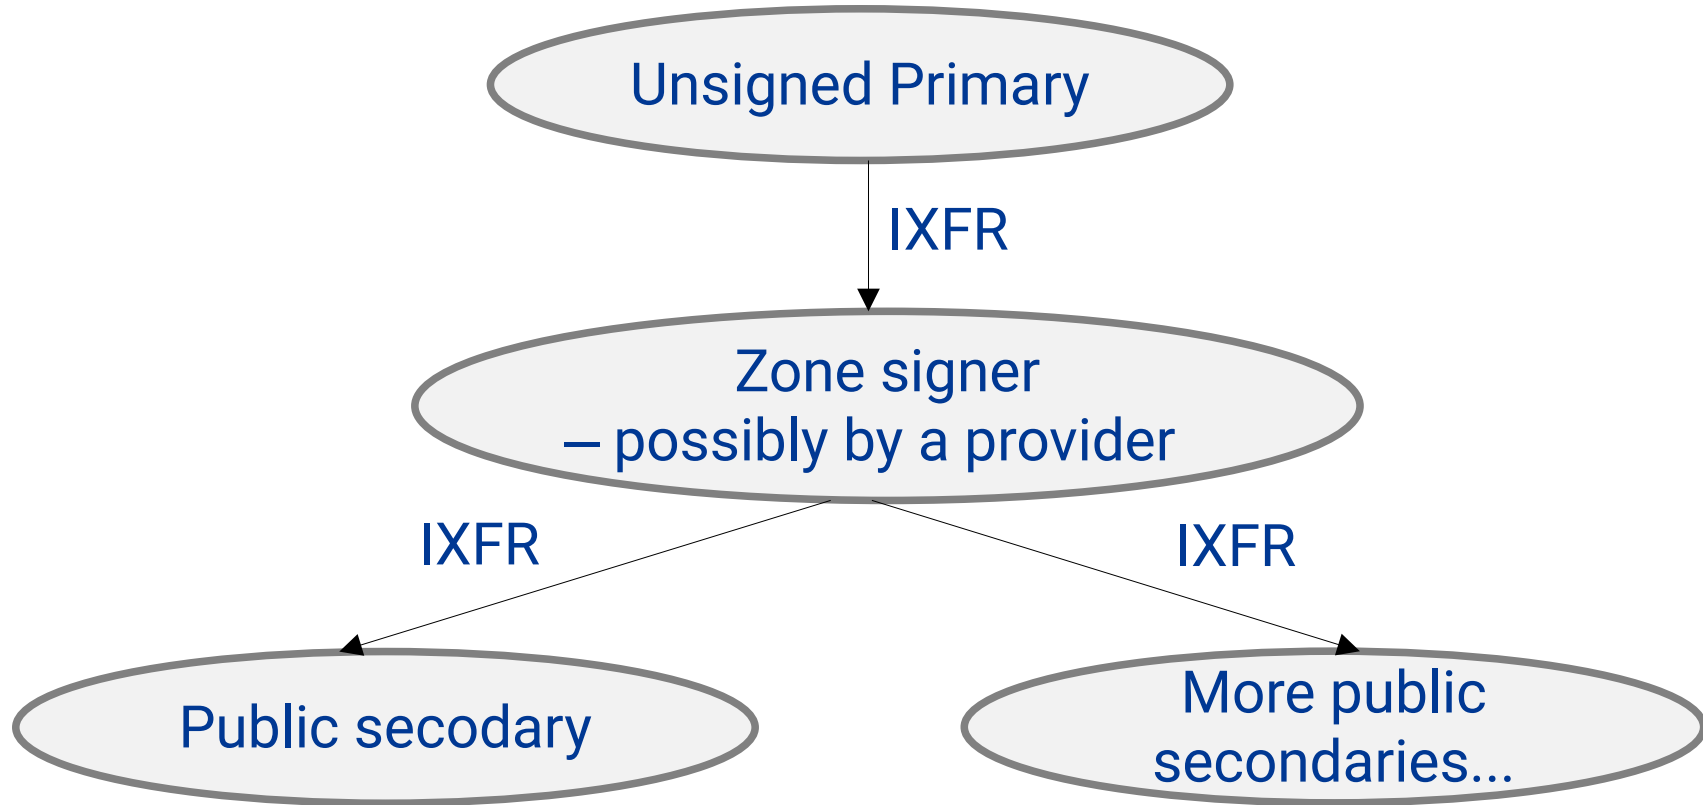 Unsigned Primary
IXFR
Zone signer
– possibly by a provider
IXFR
IXFR
Public secodary
More public
secondaries...